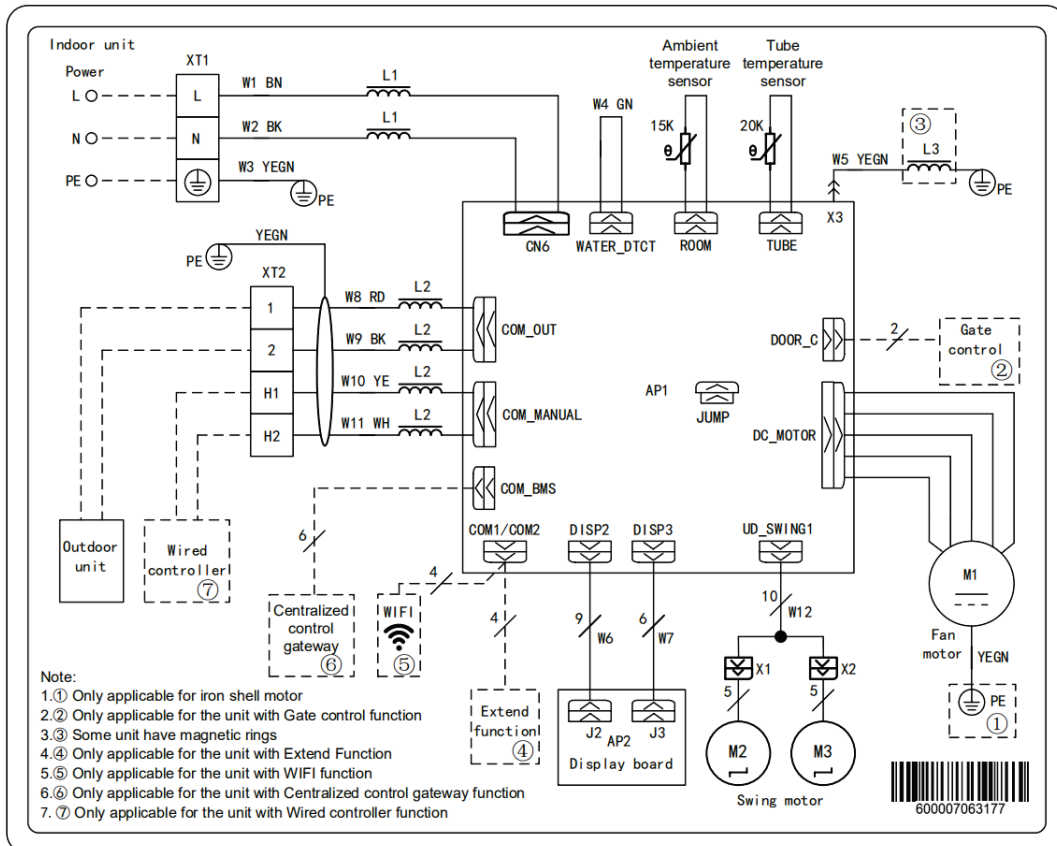 Indoor unit
Power
XT1
L
L
W1 BN
L1
N
N
W2 BK
L1
PE
W3 YEGN
PE
Ambient
temperature
sensor
Tube
temperature
sensor
W4 GN
15K
θ
20K
θ
③
L3
W5 YEGN
PE
X3
CN6
WATER_DTCT
ROOM
TUBE
YEGN
PE
XT2
1
W8 RD
L2
COM_OUT
2
W9 BK
L2
H1
W10 YE
L2
COM_MANUAL
H2
W11 WH
L2
COM_BMS
DOOR_C
2
Gate
control
②
AP1
JUMP
DC_MOTOR
COM1/COM2
DISP2
DISP3
UD_SWING1
Outdoor
unit
Wired
controller
⑦
6
Centralized
control
gateway
⑥
4
WIFI
⑤
4
Extend
function
④
9
W6
6
W7
J2
J3
AP2
Display board
10
W12
X1
X2
5
5
M2
M3
Swing motor
M1
Fan
motor
YEGN
PE
①
Note:
1.① Only applicable for iron shell motor
2.② Only applicable for the unit with Gate control function
3.③ Some unit have magnetic rings
4.④ Only applicable for the unit with Extend Function
5.⑤ Only applicable for the unit with WIFI function
6.⑥ Only applicable for the unit with Centralized control gateway function
7. ⑦ Only applicable for the unit with Wired controller function
600007063177